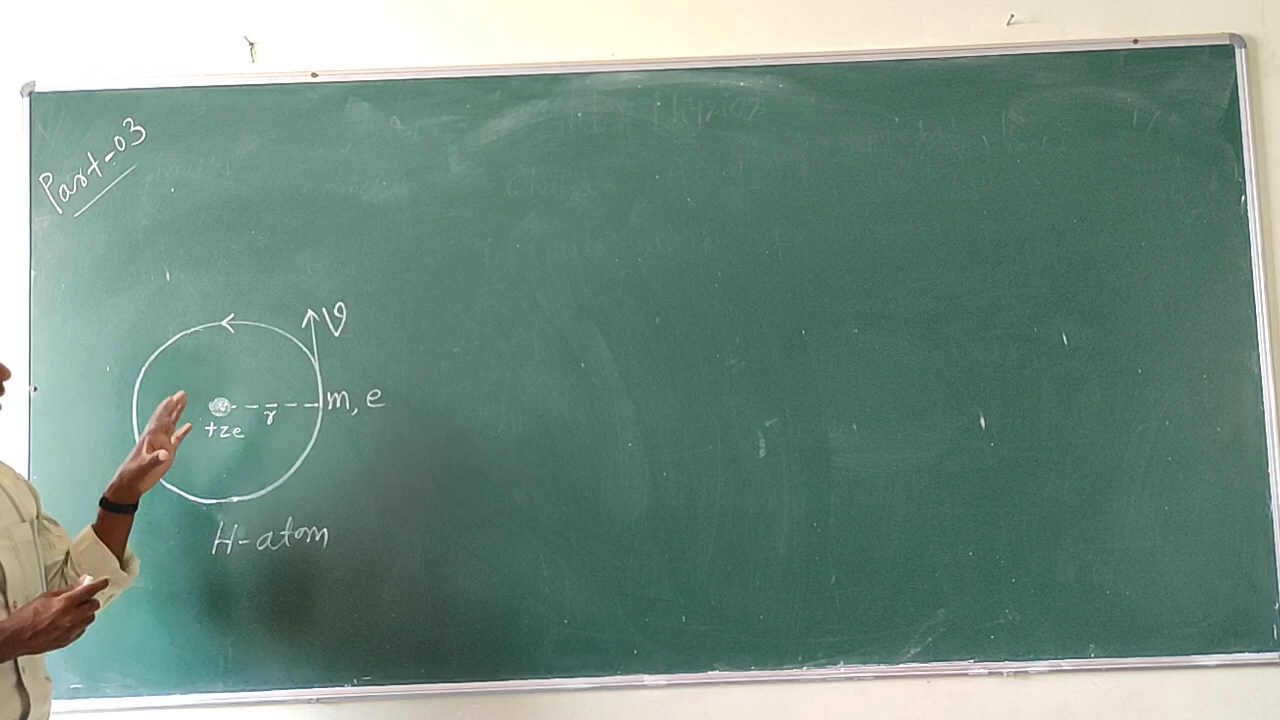 Part-03
V
m, e
r
+ze
H-atom